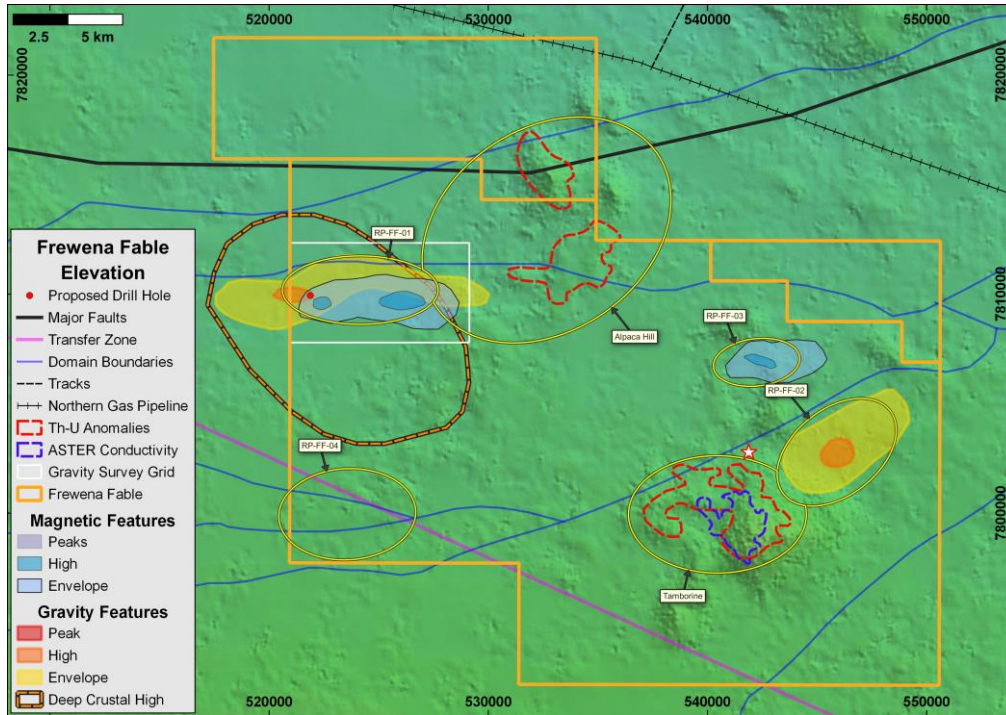 520000 530000 540000 550000
2.5 5 km
7820000 7820000
RP-FF-01
Frewena Fable
Elevation
Proposed Drill Hole
Major Faults
Transfer Zone
Domain Boundaries
Tracks
Northern Gas Pipeline
Th-U Anomalies
ASTER Conductivity
Gravity Survey Grid
Frewena Fable
Magnetic Features
Peaks
High
Envelope
Gravity Features
Peak
High
Envelope
Deep Crustal High
7810000
RP-FF-03
Alpaca Hill
RP-FF-02
RP-FF-04
7800000
Tamborine
520000 530000 540000 550000